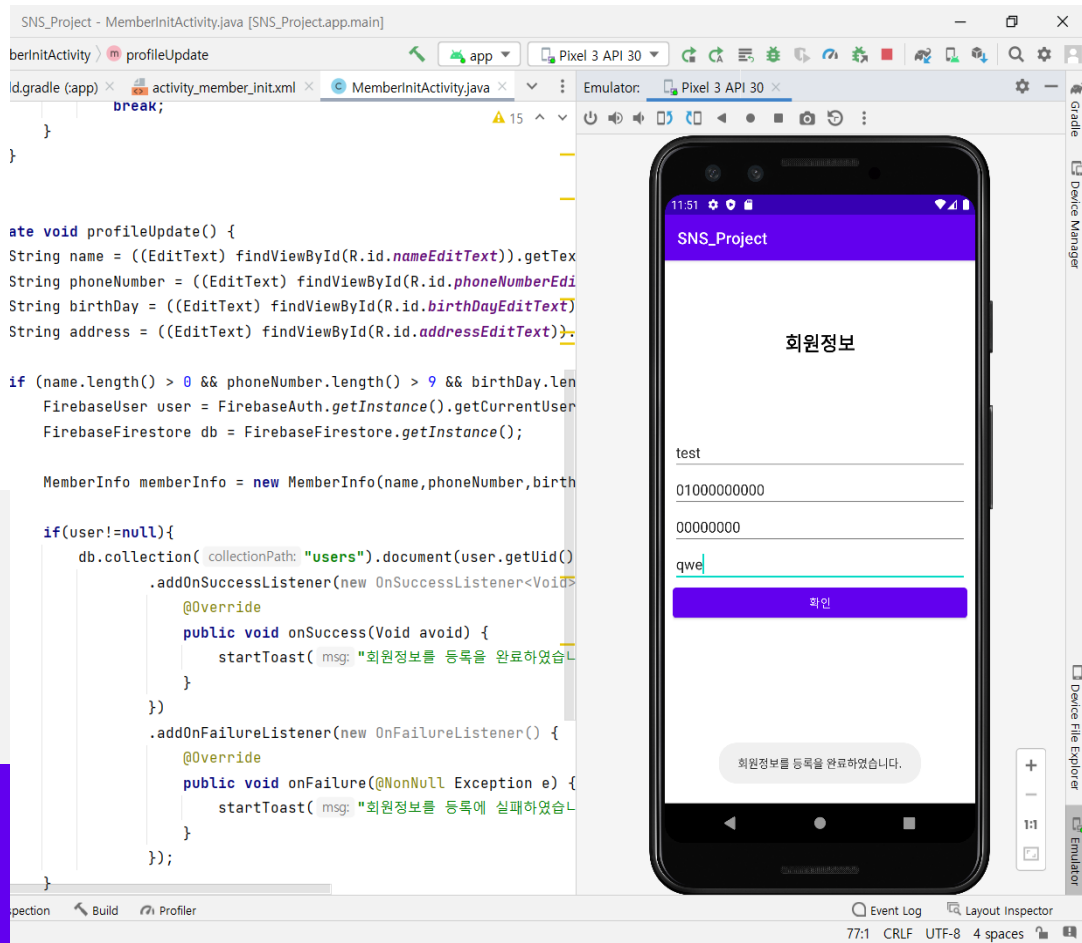 SNS_Project - MemberInitActivity.java [SNS_Project.app.main]
berInitActivity
m profileUpdate
app
Pixel 3 API 30
ld.gradle (:app)
activity_member_init.xml
C MemberInitActivity.java
Emulator:
Pixel 3 API 30
15
break;
}
}
ate void profileUpdate() {
String name = ((EditText) findViewById(R.id.nameEditText)).getTex
String phoneNumber = ((EditText) findViewById(R.id.phoneNumberEdi
String birthDay = ((EditText) findViewById(R.id.birthDayEditText)
String address = ((EditText) findViewById(R.id.addressEditText)).
if (name.length() > 0 && phoneNumber.length() > 9 && birthDay.len
FirebaseUser user = FirebaseAuth.getInstance().getCurrentUser
FirebaseFirestore db = FirebaseFirestore.getInstance();
MemberInfo memberInfo = new MemberInfo(name,phoneNumber,birth
if(user!=null){
db.collection( collectionPath: "users").document(user.getUid()
.addOnSuccessListener(new OnSuccessListener<Void>
@Override
public void onSuccess(Void avoid) {
startToast( msg: "회원정보를 등록을 완료하였습니
}
})
.addOnFailureListener(new OnFailureListener() {
@Override
public void onFailure(@NonNull Exception e) {
startToast( msg: "회원정보를 등록에 실패하였습니
}
});
}
11:51
SNS_Project
회원정보
test
01000000000
00000000
qwe
확인
회원정보를 등록을 완료하였습니다.
1:1
Gradle
Device Manager
Device File Explorer
Emulator
spection
Build
Profiler
Event Log
Layout Inspector
77:1 CRLF UTF-8 4 spaces